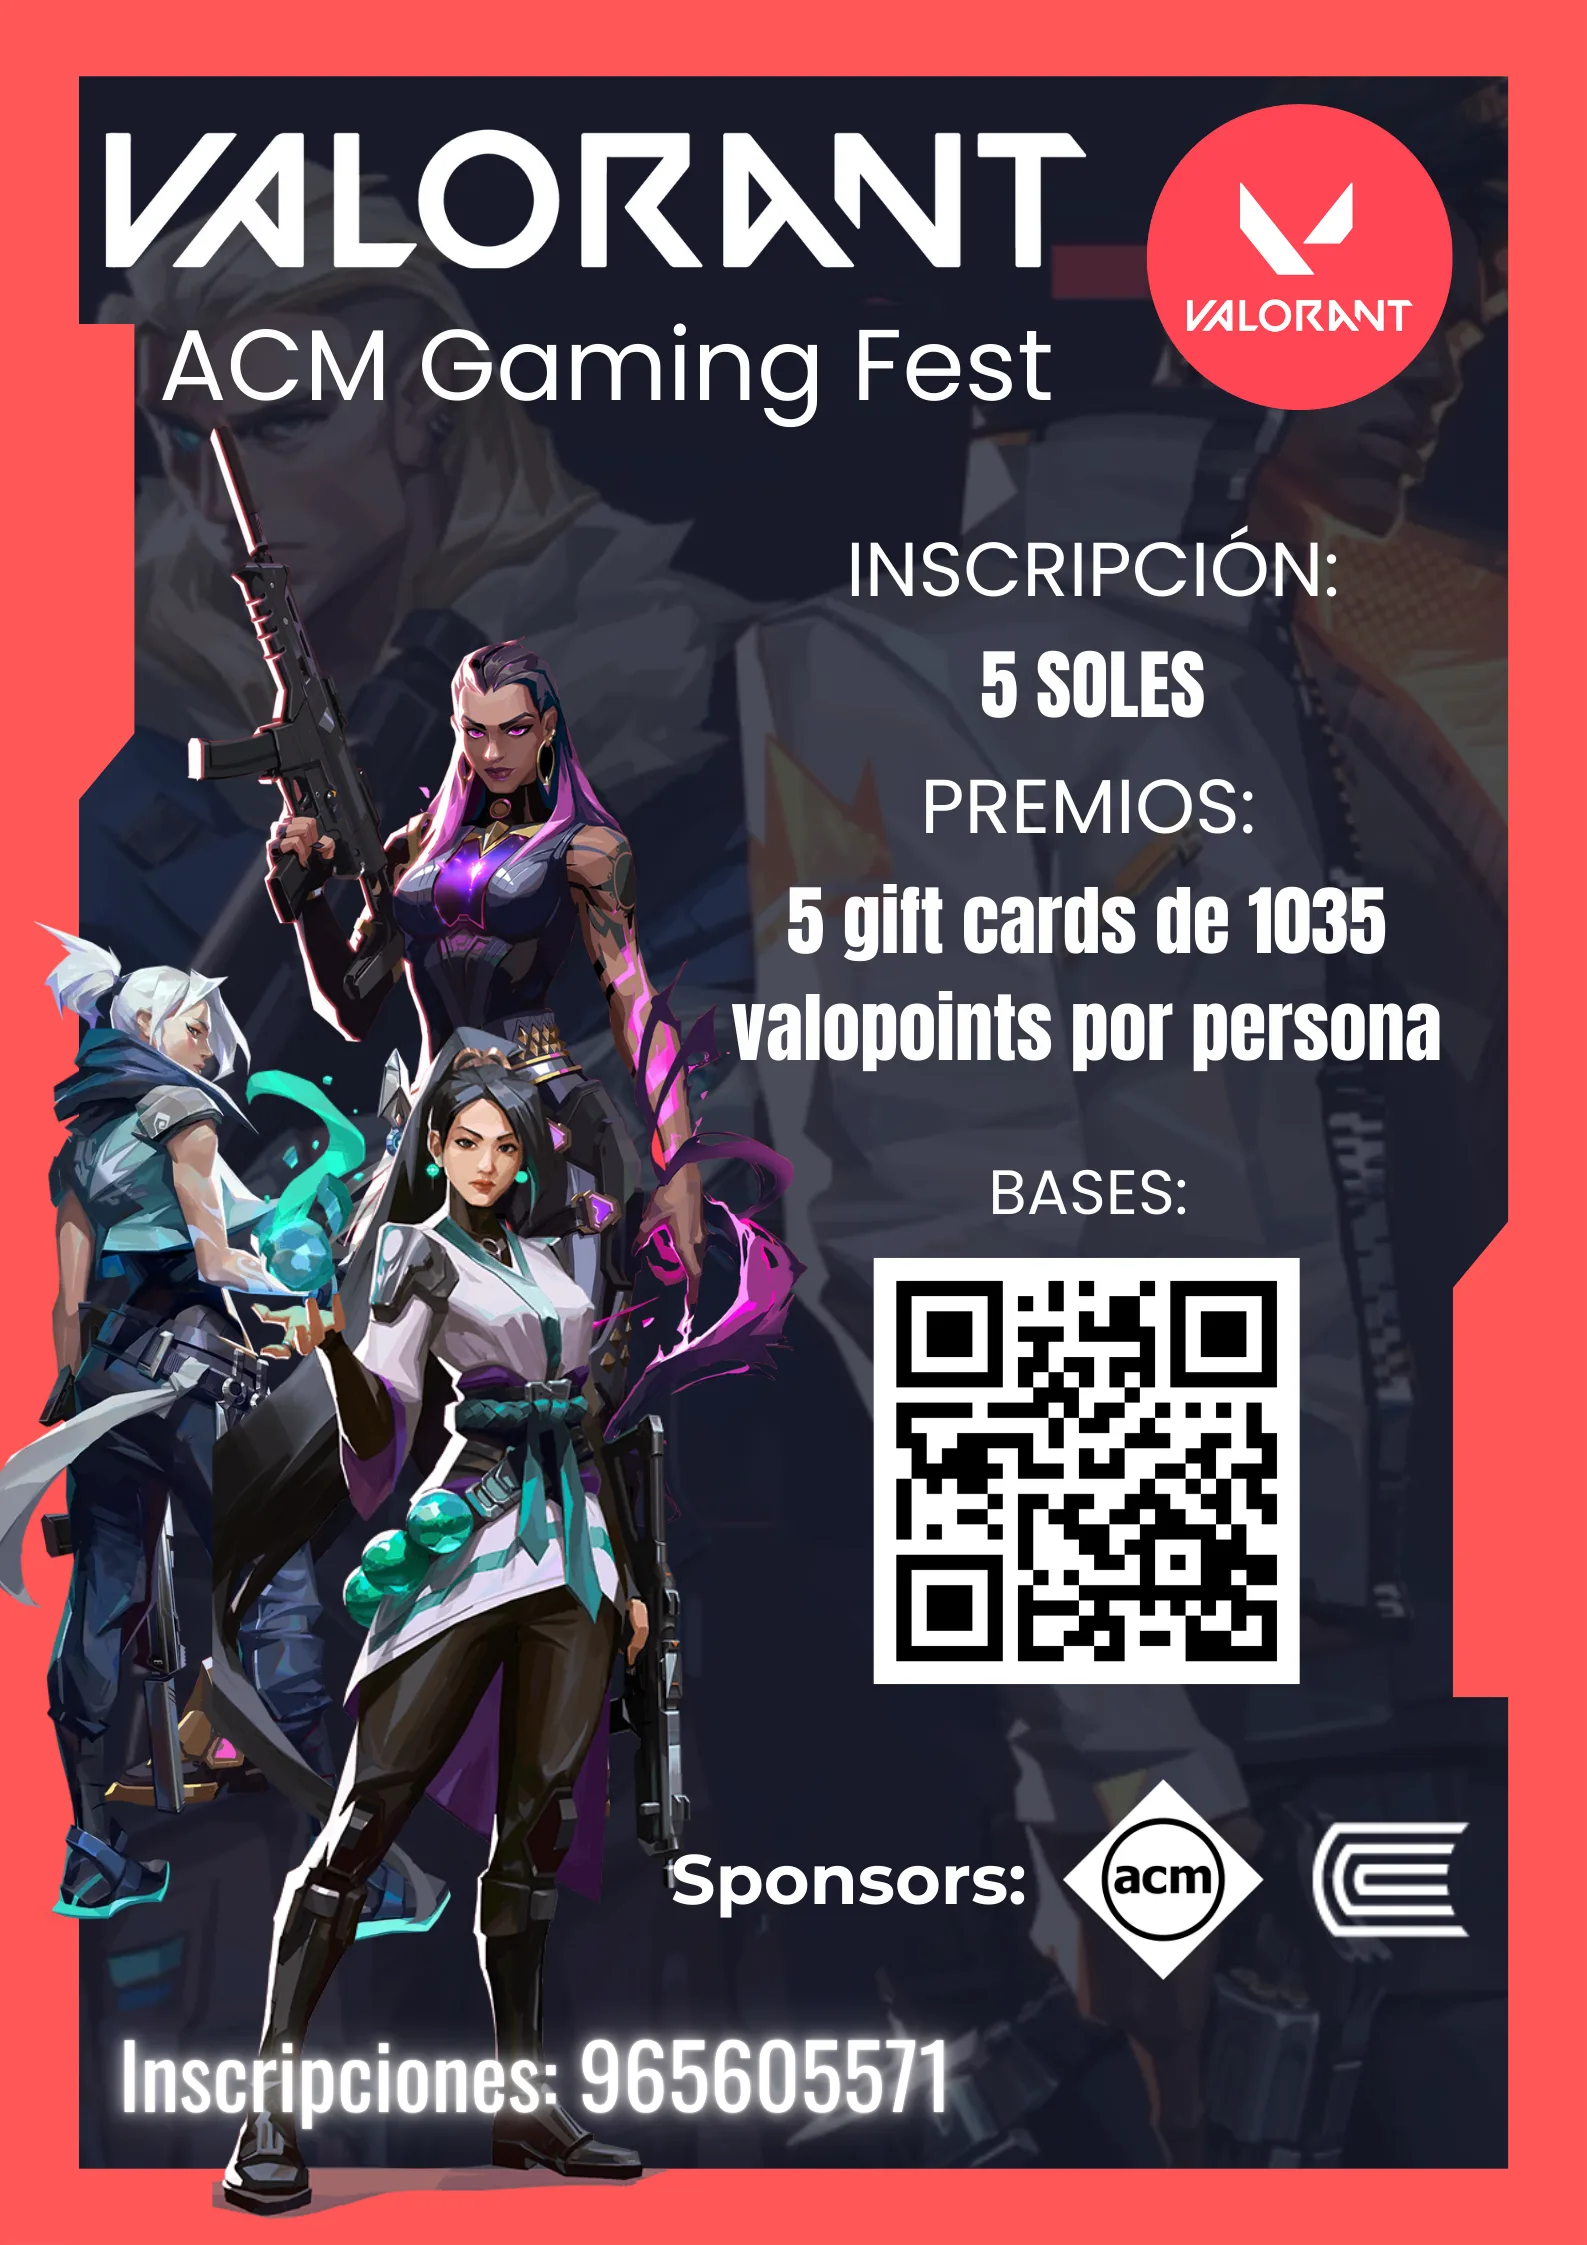 VALORANT
VALORANT
ACM Gaming Fest
INSCRIPCIÓN:
5 SOLES
PREMIOS:
5 gift cards de 1035
valopoints por persona
BASES:
Sponsors:
acm
Inscripciones: 965605571